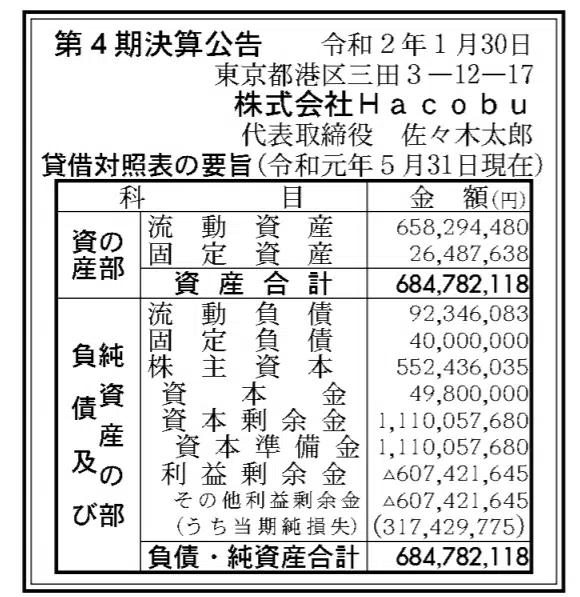 第４期決算公告　令和２年１月30日
東京都港区三田３―12―17
株式会社Ｈａｃｏｂｕ
代表取締役　佐々木太郎
貸借対照表の要旨(令和元年５月31日現在)
科　目　金　額(円)
資産の部
流動資産　658,294,480
固定資産　26,487,638
資産合計　684,782,118
負債及び純資産の部
流動負債　92,346,083
固定負債　40,000,000
株主資本　552,436,035
資本金　49,800,000
資本剰余金　1,110,057,680
資本準備金　1,110,057,680
利益剰余金　△607,421,645
その他利益剰余金　△607,421,645
(うち当期純損失)　(317,429,775)
負債・純資産合計　684,782,118